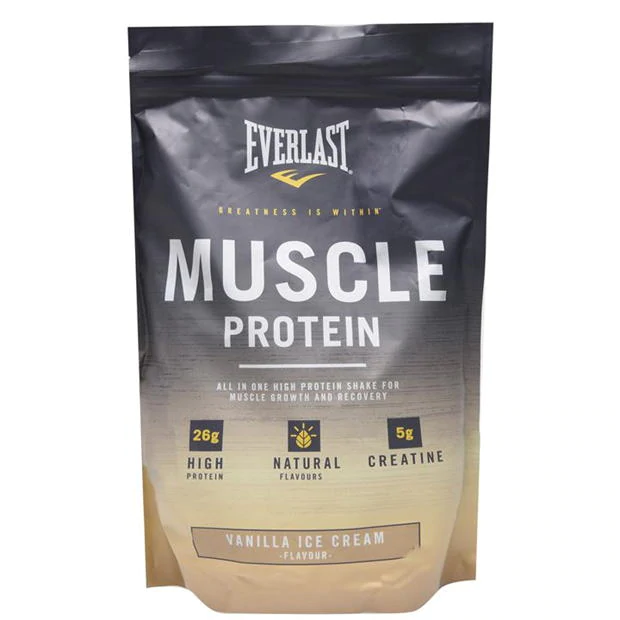 EVERLAST®
GREATNESS IS WITHIN
MUSCLE
PROTEIN
ALL IN ONE HIGH PROTEIN SHAKE FOR
MUSCLE GROWTH AND RECOVERY
26g
HIGH
PROTEIN
NATURAL
FLAVOURS
5g
CREATINE
VANILLA ICE CREAM
-FLAVOUR-